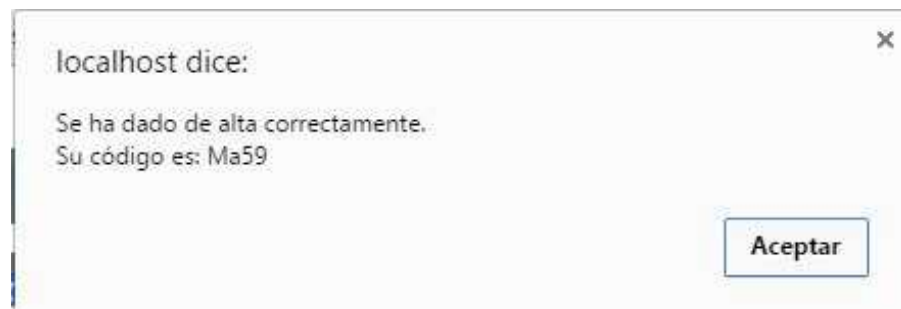 localhost dice:
Se ha dado de alta correctamente.
Su código es: Ma59
Aceptar